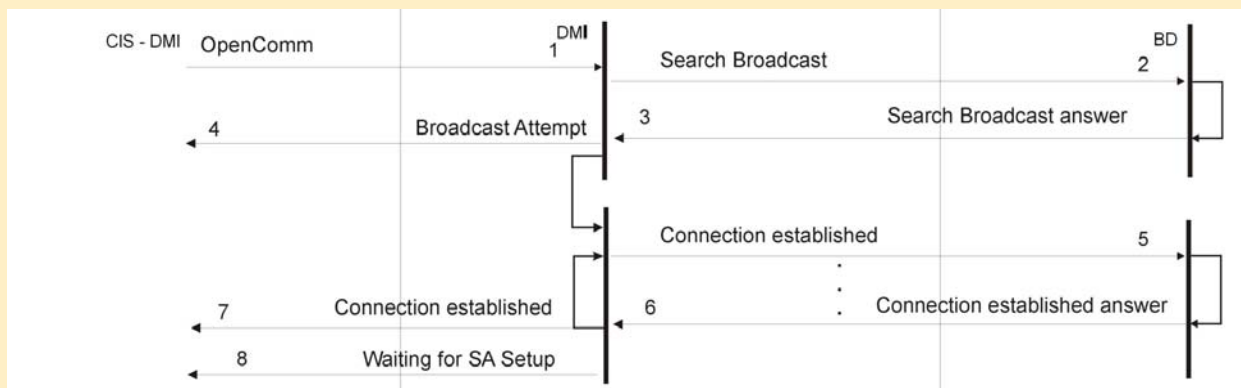 CIS - DMI
OpenComm
1
DMI
Search Broadcast
2
BD
4
Broadcast Attempt
3
Search Broadcast answer
Connection established
5
7
Connection established
6
Connection established answer
8
Waiting for SA Setup